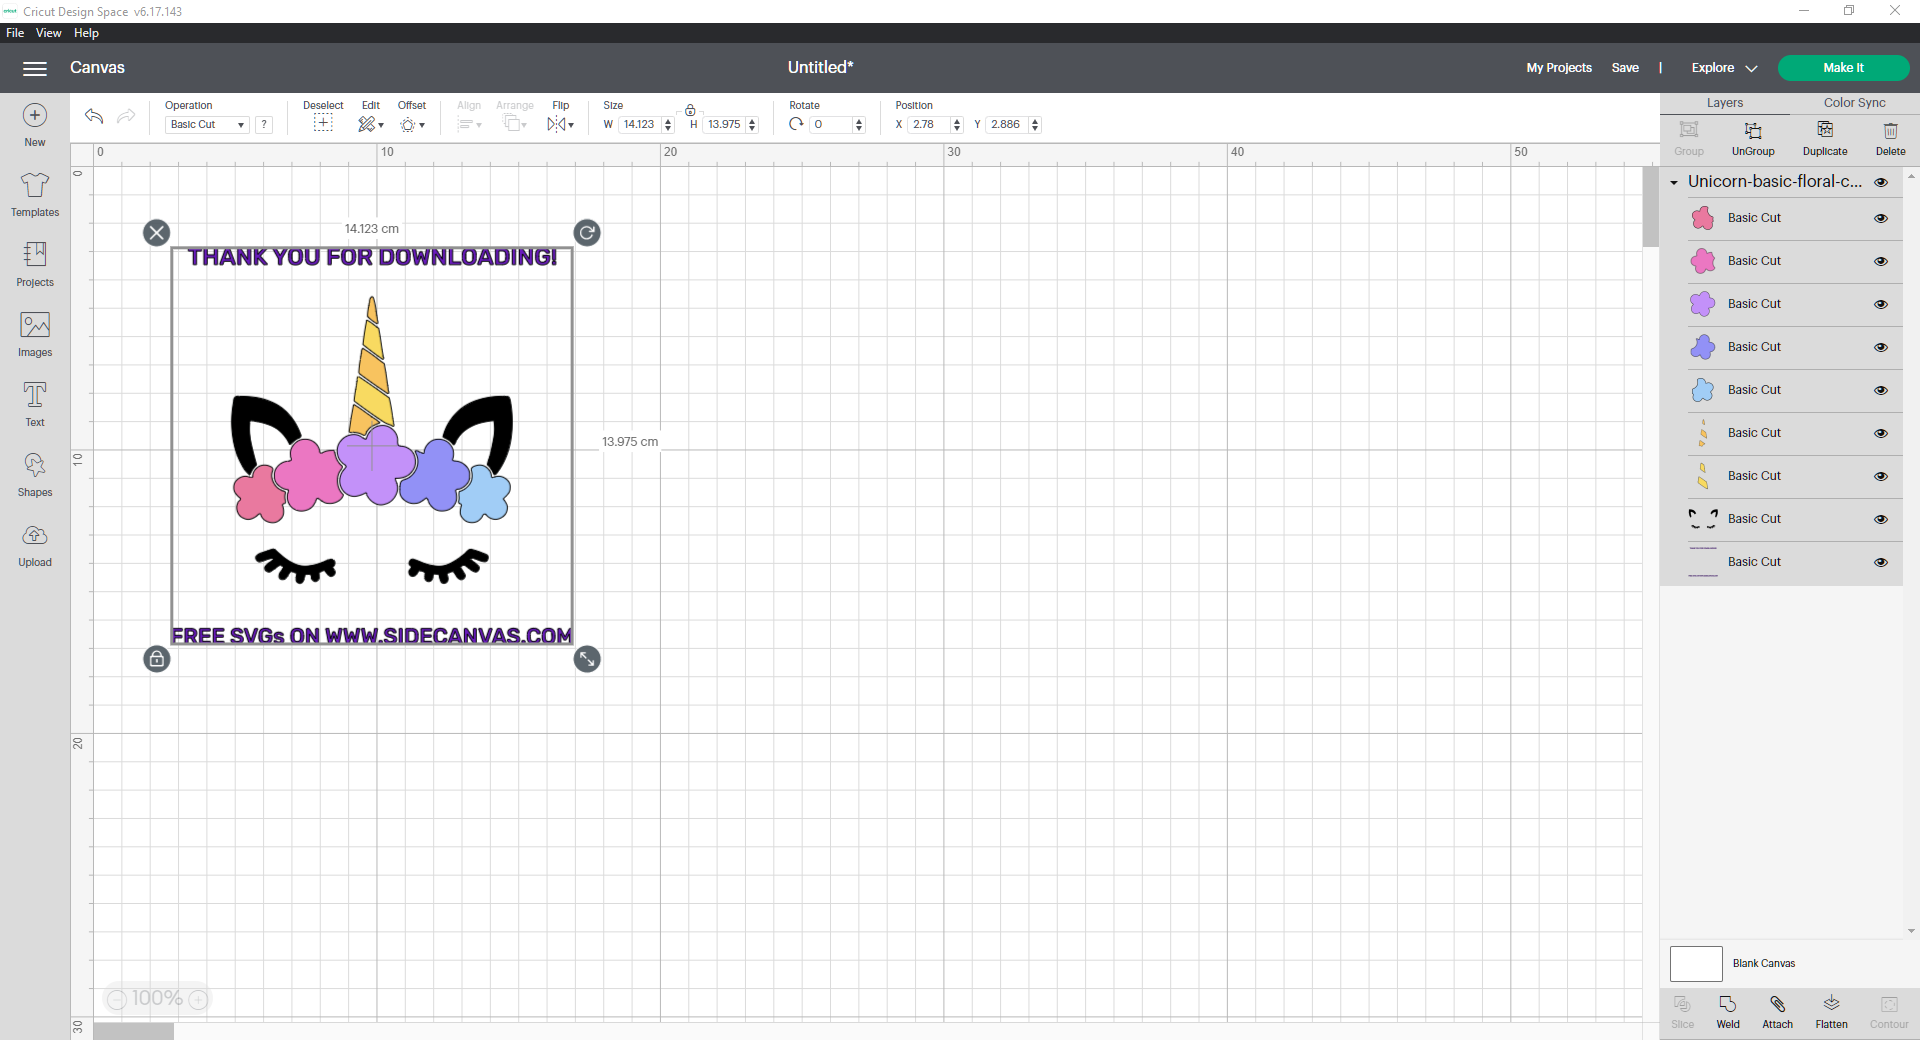 cricut Cricut Design Space v6.17.143
File View Help
Canvas Untitled* My Projects Save | Explore Make It
Operation Deselect Edit Offset Align Arrange Flip Size Rotate Position
Basic Cut ? W 14.123 H 13.975 0 X 2.78 Y 2.886
Layers Color Sync
Group UnGroup Duplicate Delete
New
Templates
Projects
Images
Text
Shapes
Upload
0 10 20 30 40 50
0
10
20
30
14.123 cm
THANK YOU FOR DOWNLOADING!
13.975 cm
FREE SVGs ON WWW.SIDECANVAS.COM
100%
Unicorn-basic-floral-c...
Basic Cut
Basic Cut
Basic Cut
Basic Cut
Basic Cut
Basic Cut
Basic Cut
Basic Cut
Basic Cut
Blank Canvas
Slice Weld Attach Flatten Contour